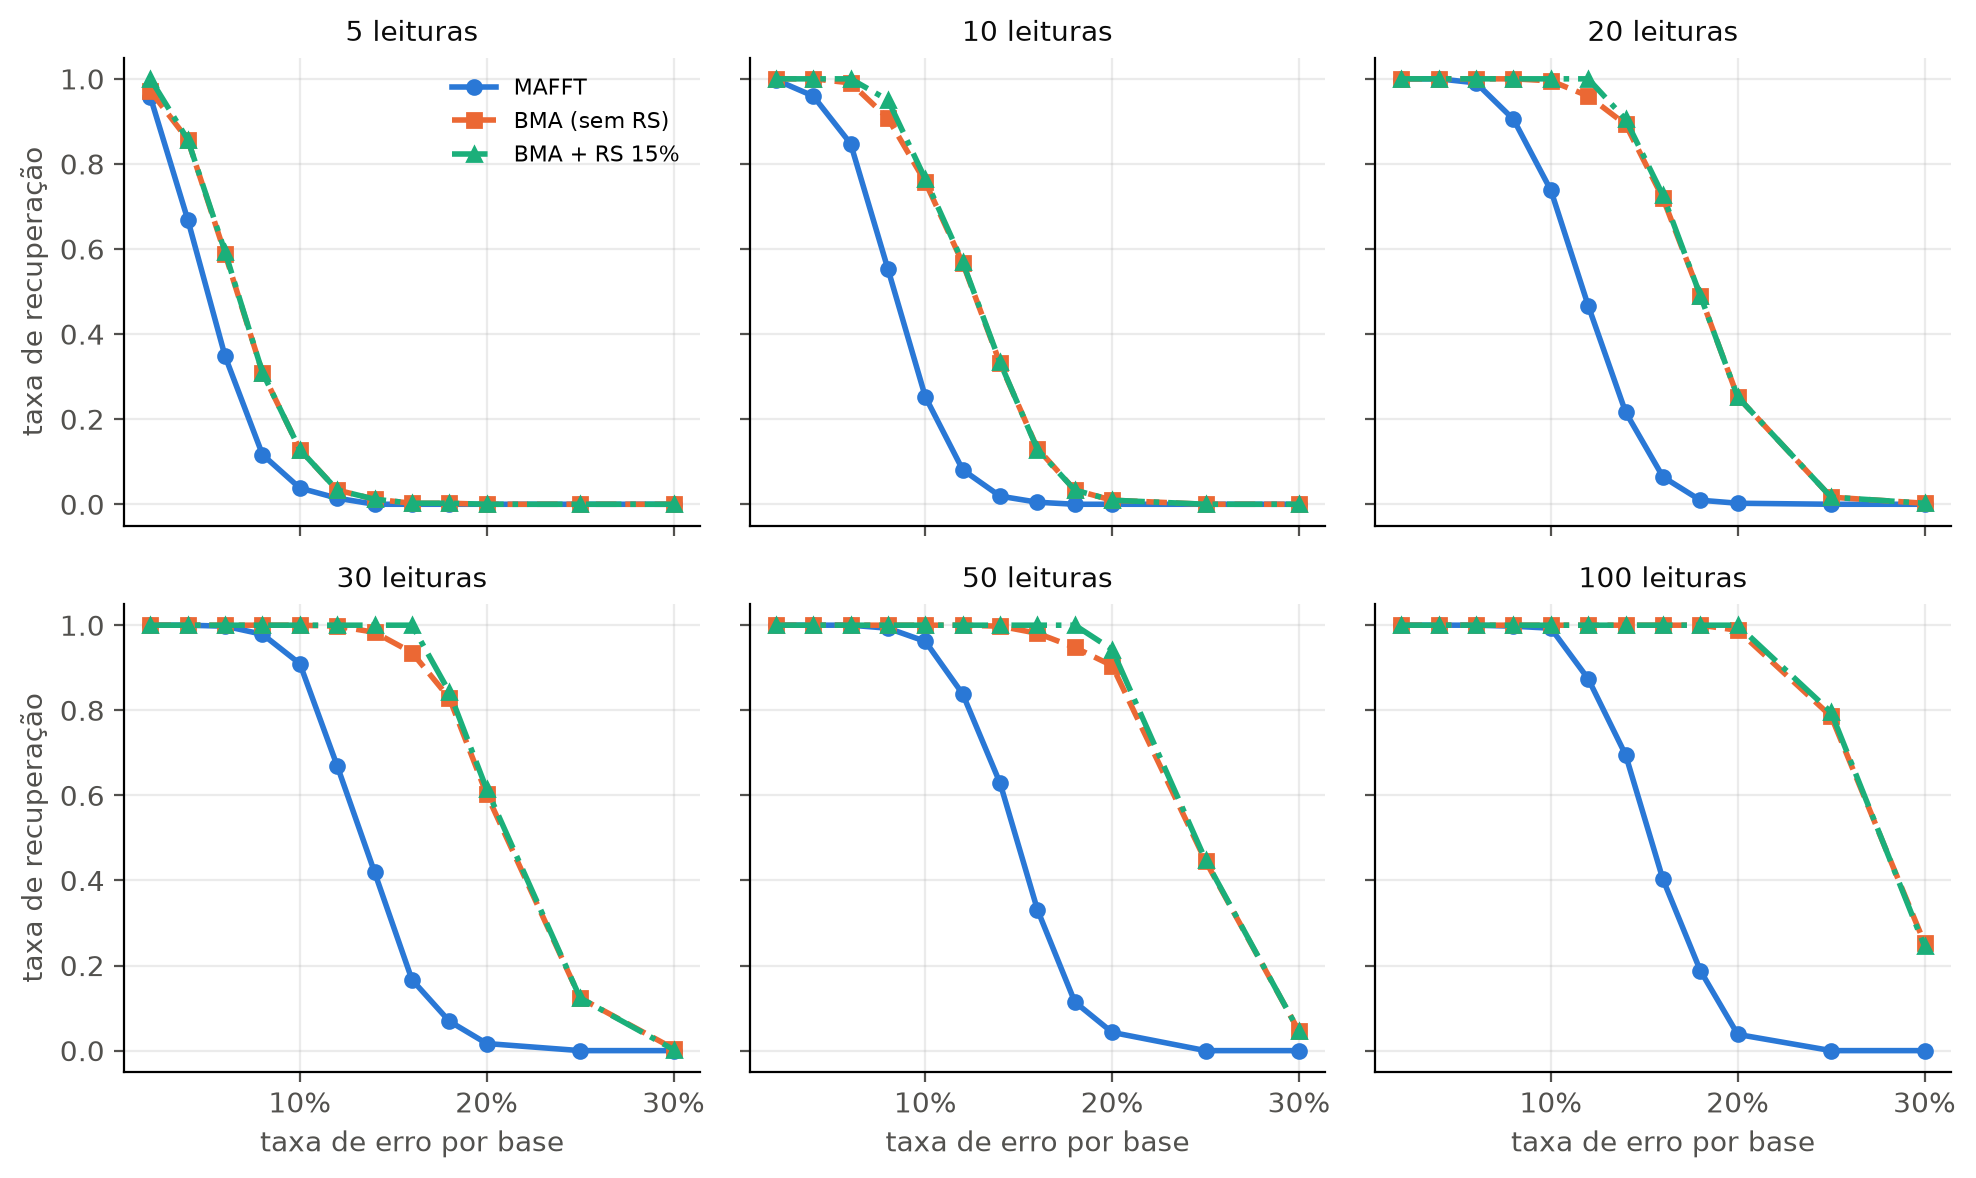 5 leituras
10 leituras
20 leituras
MAFFT
BMA (sem RS)
BMA + RS 15%
taxa de recuperação
1.0
0.8
0.6
0.4
0.2
0.0
30 leituras
50 leituras
100 leituras
taxa de recuperação
1.0
0.8
0.6
0.4
0.2
0.0
10% 20% 30%
10% 20% 30%
10% 20% 30%
taxa de erro por base
taxa de erro por base
taxa de erro por base